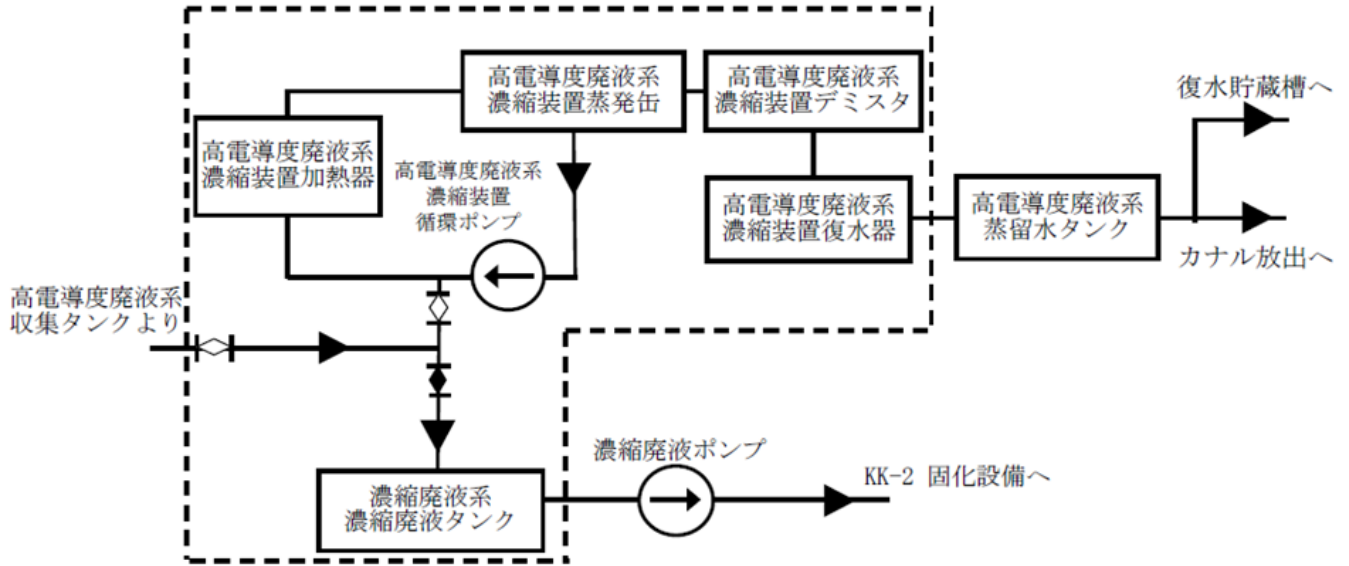 高電導度廃液系
濃縮装置蒸発缶
高電導度廃液系
濃縮装置デミスタ
復水貯蔵槽へ
高電導度廃液系
濃縮装置加熱器
高電導度廃液系
濃縮装置
循環ポンプ
高電導度廃液系
濃縮装置復水器
高電導度廃液系
蒸留水タンク
カナル放出へ
高電導度廃液系
収集タンクより
濃縮廃液ポンプ
KK-2 固化設備へ
濃縮廃液系
濃縮廃液タンク